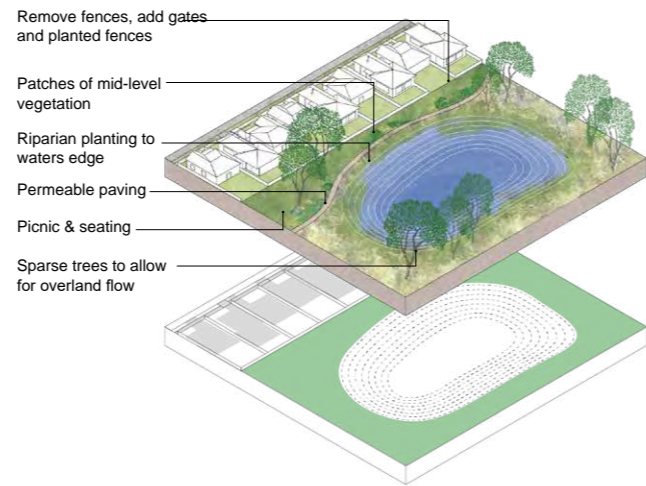 Remove fences, add gates
and planted fences
Patches of mid-level
vegetation
Riparian planting to
waters edge
Permeable paving
Picnic & seating
Sparse trees to allow
for overland flow